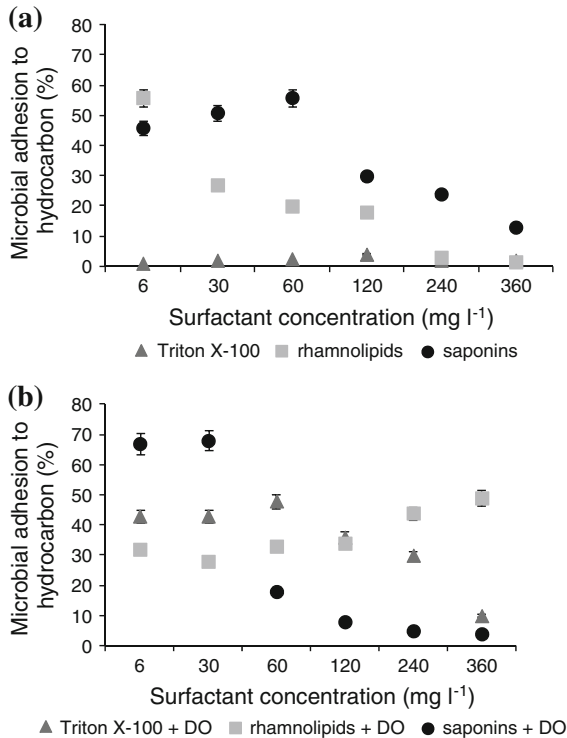 (a)
80
70
60
50
40
30
20
10
0
Microbial adhesion to
hydrocarbon (%)
6 30 60 120 240 360
Surfactant concentration (mg l⁻¹)
Triton X-100 rhamnolipids saponins
(b)
80
70
60
50
40
30
20
10
0
Microbial adhesion to
hydrocarbon (%)
6 30 60 120 240 360
Surfactant concentration (mg l⁻¹)
Triton X-100 + DO rhamnolipids + DO saponins + DO